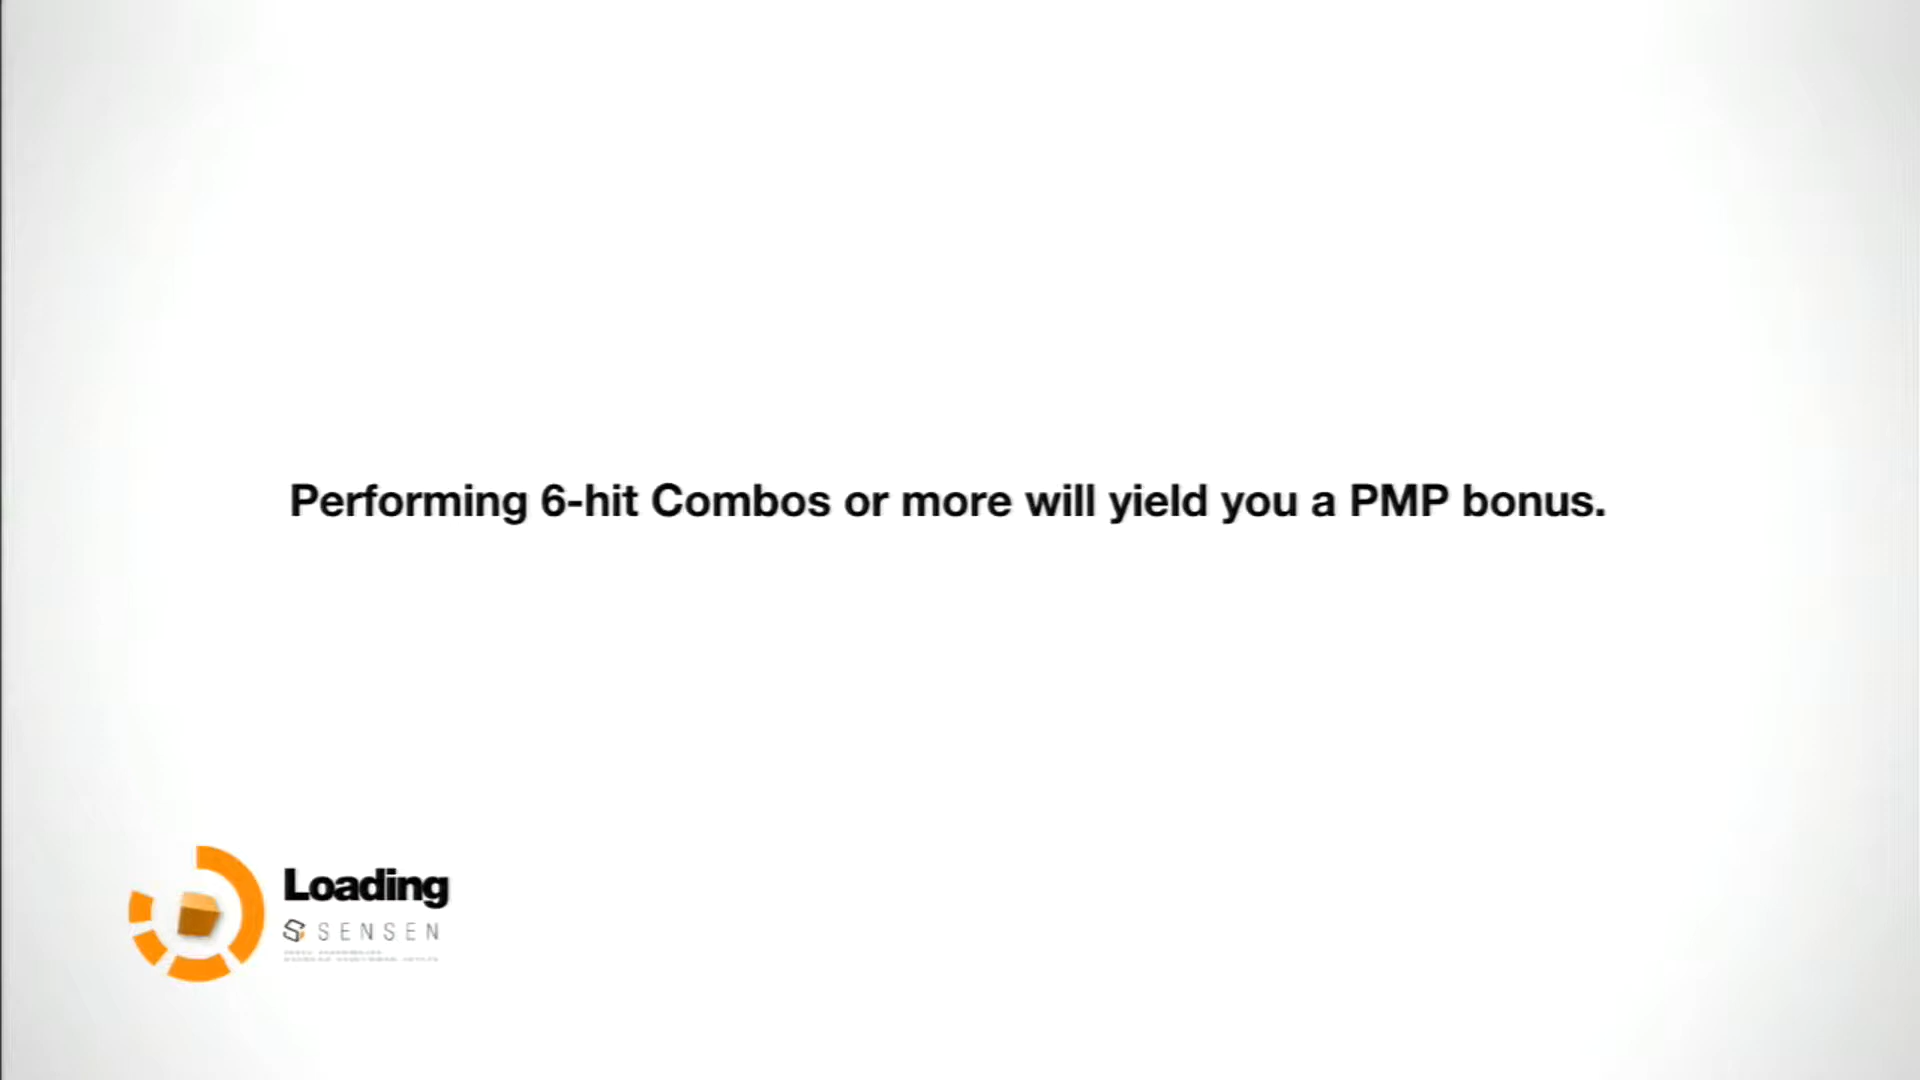 Performing 6-hit Combos or more will yield you a PMP bonus.
Loading
SENSEN